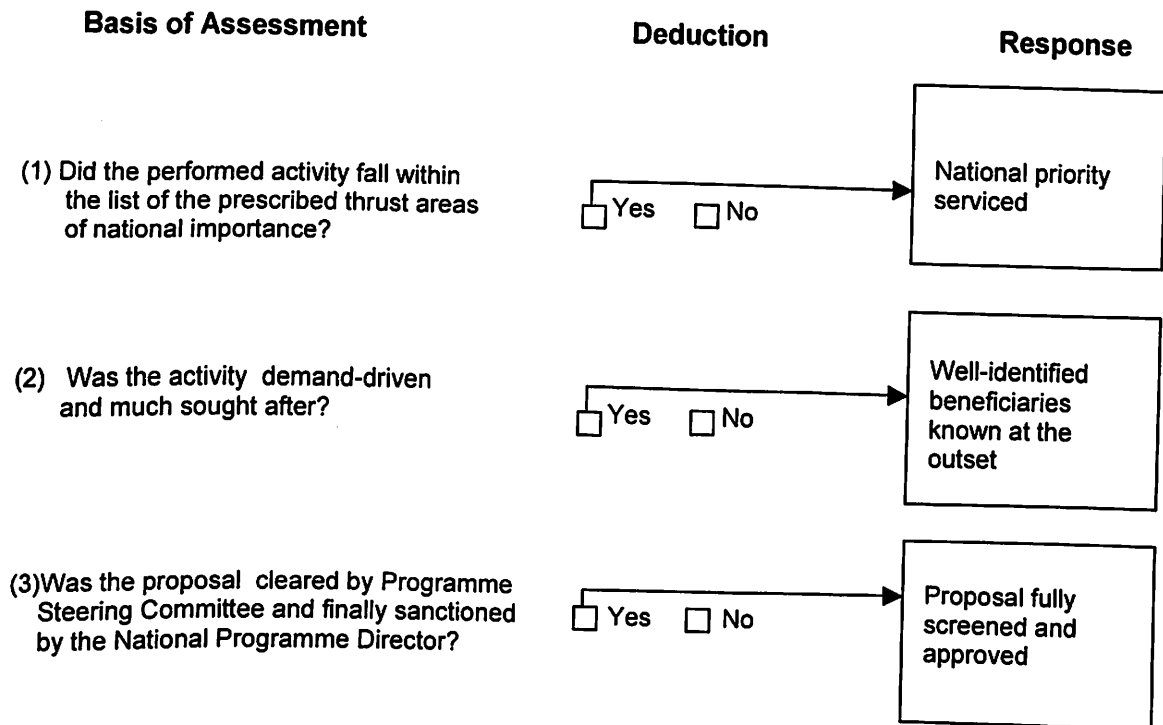 Basis of Assessment
Deduction
Response
(1) Did the performed activity fall within
the list of the prescribed thrust areas
of national importance?
Yes No
National priority
serviced
(2) Was the activity demand-driven
and much sought after?
Yes No
Well-identified
beneficiaries
known at the
outset
(3)Was the proposal cleared by Programme
Steering Committee and finally sanctioned
by the National Programme Director?
Yes No
Proposal fully
screened and
approved